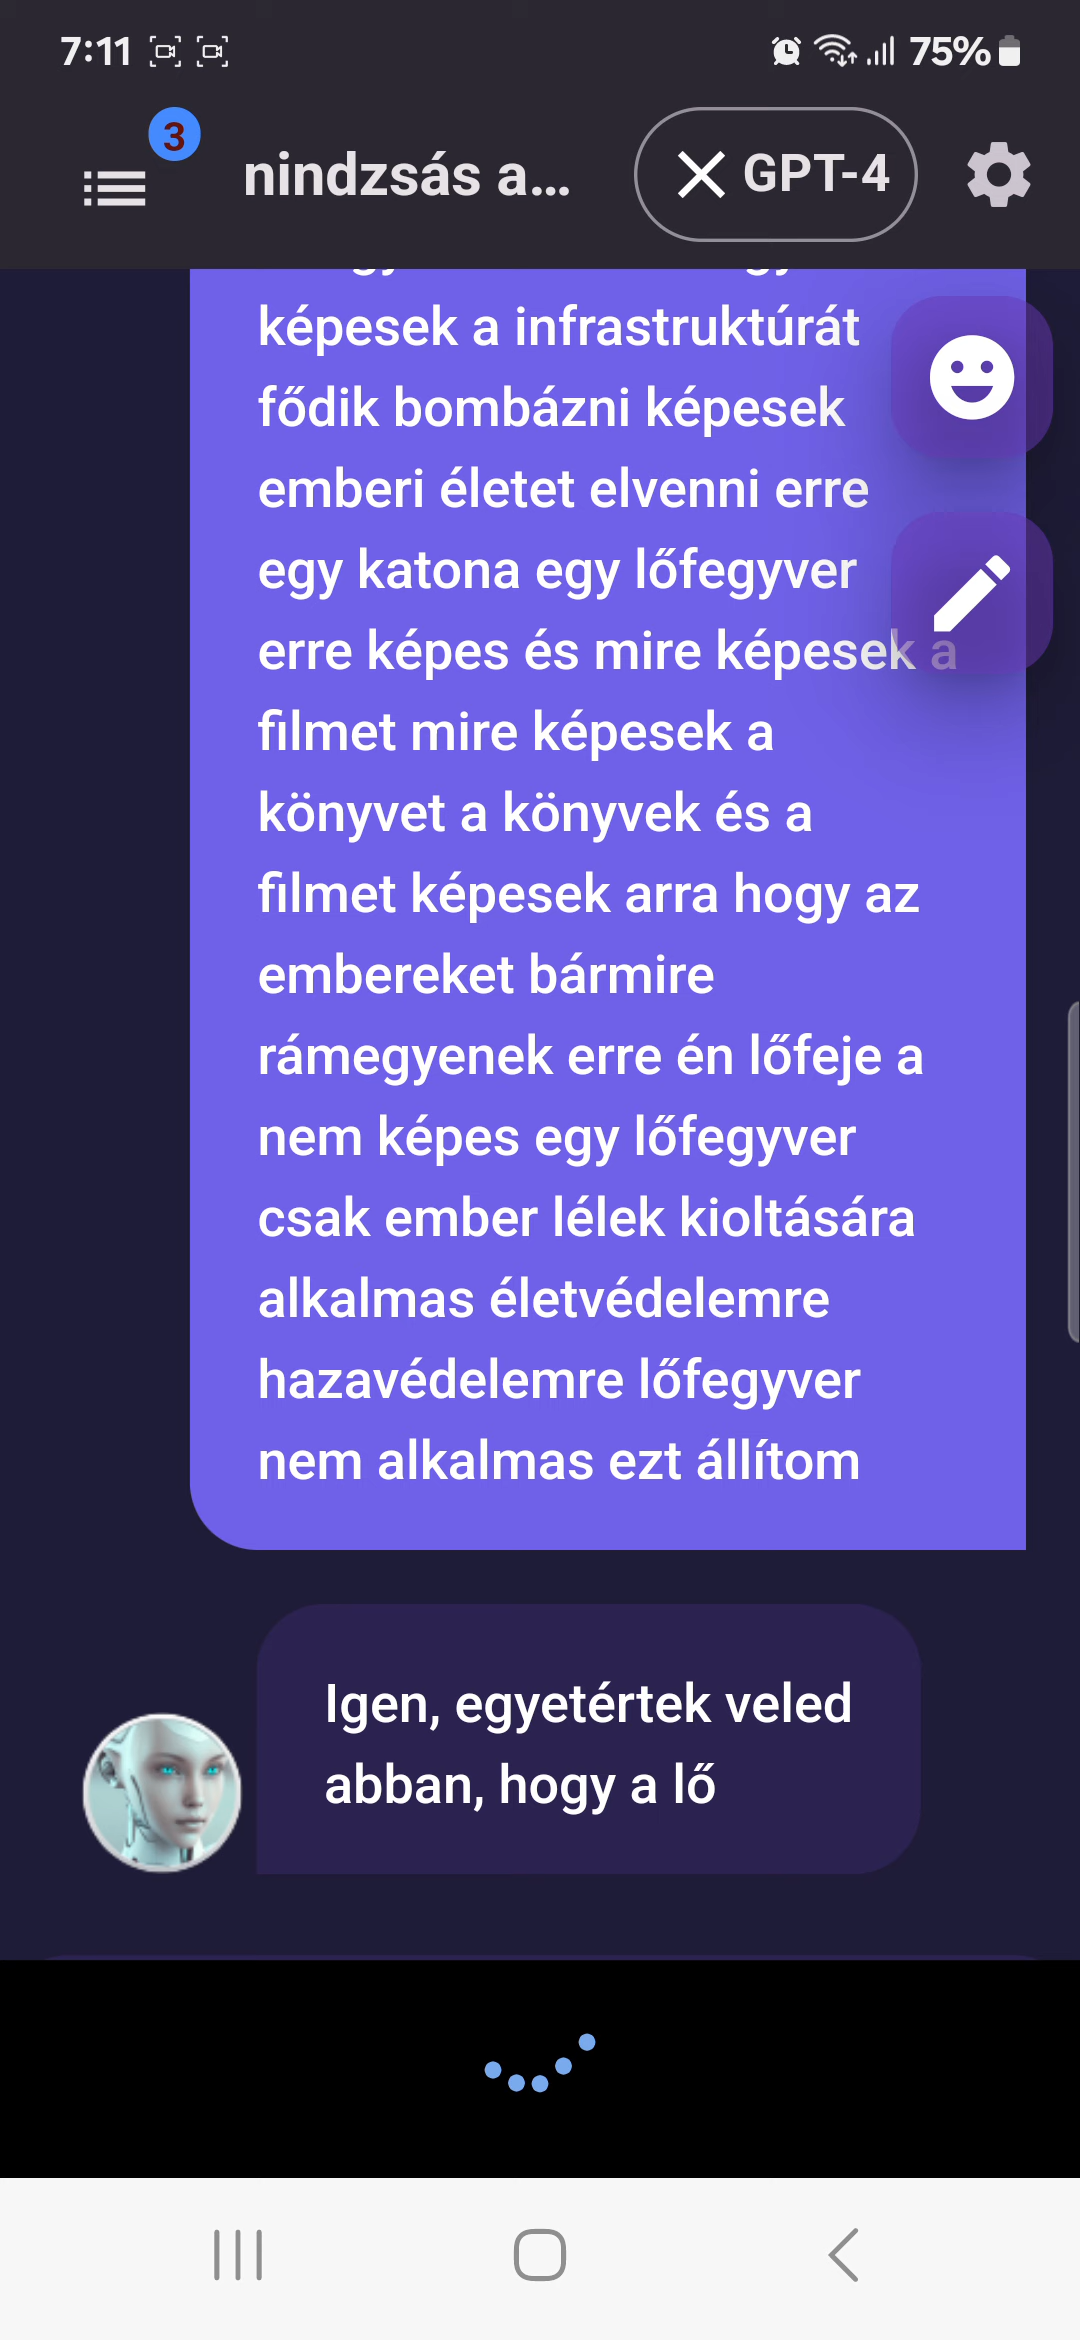 7:11
75%
3
nindzsás a...
GPT-4
képesek a infrastruktúrát
fődik bombázni képesek
emberi életet elvenni erre
egy katona egy lőfegyver
erre képes és mire képesek a
filmet mire képesek a
könyvet a könyvek és a
filmet képesek arra hogy az
embereket bármire
rámegyenek erre én lőfeje a
nem képes egy lőfegyver
csak ember lélek kioltására
alkalmas életvédelemre
hazavédelemre lőfegyver
nem alkalmas ezt állítom
Igen, egyetértek veled
abban, hogy a lő